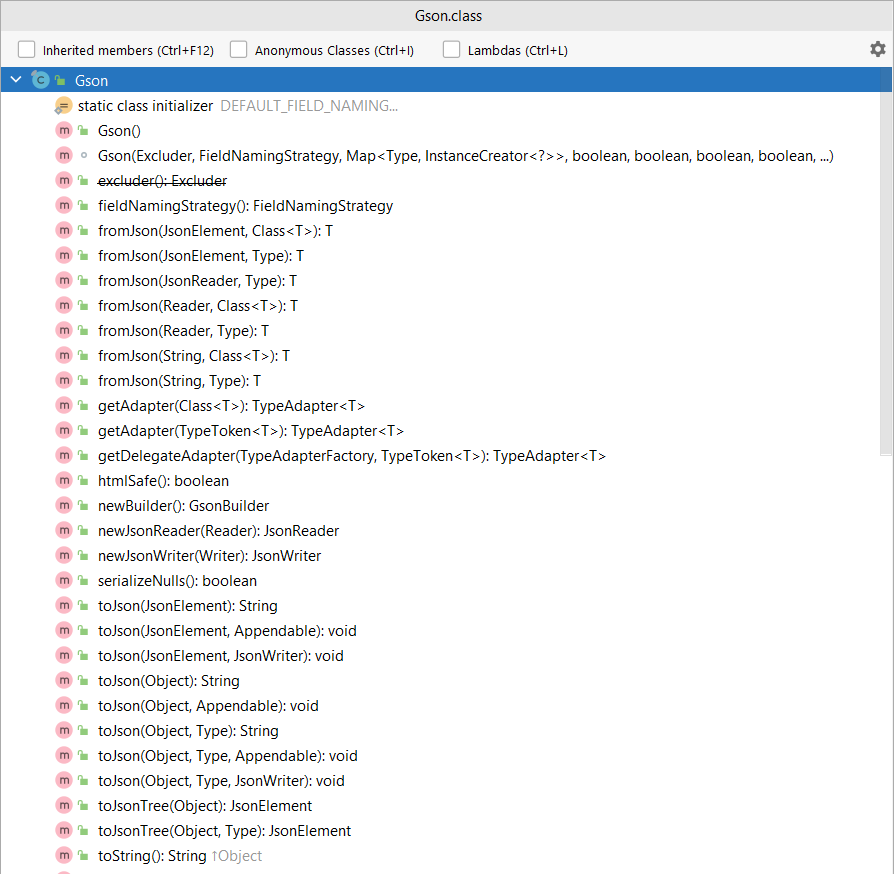 Gson.class
Inherited members (Ctrl+F12) Anonymous Classes (Ctrl+I) Lambdas (Ctrl+L)
C Gson
static class initializer DEFAULT_FIELD_NAMING...
m Gson()
m Gson(Excluder, FieldNamingStrategy, Map<Type, InstanceCreator<?>>, boolean, boolean, boolean, boolean, ...)
m excluder(): Excluder
m fieldNamingStrategy(): FieldNamingStrategy
m fromJson(JsonElement, Class<T>): T
m fromJson(JsonElement, Type): T
m fromJson(JsonReader, Type): T
m fromJson(Reader, Class<T>): T
m fromJson(Reader, Type): T
m fromJson(String, Class<T>): T
m fromJson(String, Type): T
m getAdapter(Class<T>): TypeAdapter<T>
m getAdapter(TypeToken<T>): TypeAdapter<T>
m getDelegateAdapter(TypeAdapterFactory, TypeToken<T>): TypeAdapter<T>
m htmlSafe(): boolean
m newBuilder(): GsonBuilder
m newJsonReader(Reader): JsonReader
m newJsonWriter(Writer): JsonWriter
m serializeNulls(): boolean
m toJson(JsonElement): String
m toJson(JsonElement, Appendable): void
m toJson(JsonElement, JsonWriter): void
m toJson(Object): String
m toJson(Object, Appendable): void
m toJson(Object, Type): String
m toJson(Object, Type, Appendable): void
m toJson(Object, Type, JsonWriter): void
m toJsonTree(Object): JsonElement
m toJsonTree(Object, Type): JsonElement
m toString(): String ↑Object